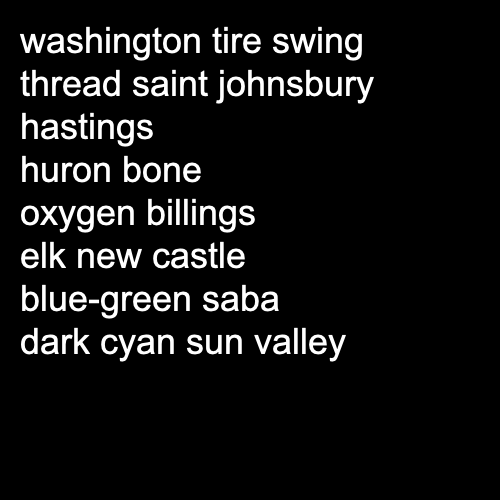 washington tire swing
thread saint johnsbury
hastings
huron bone
oxygen billings
elk new castle
blue-green saba
dark cyan sun valley